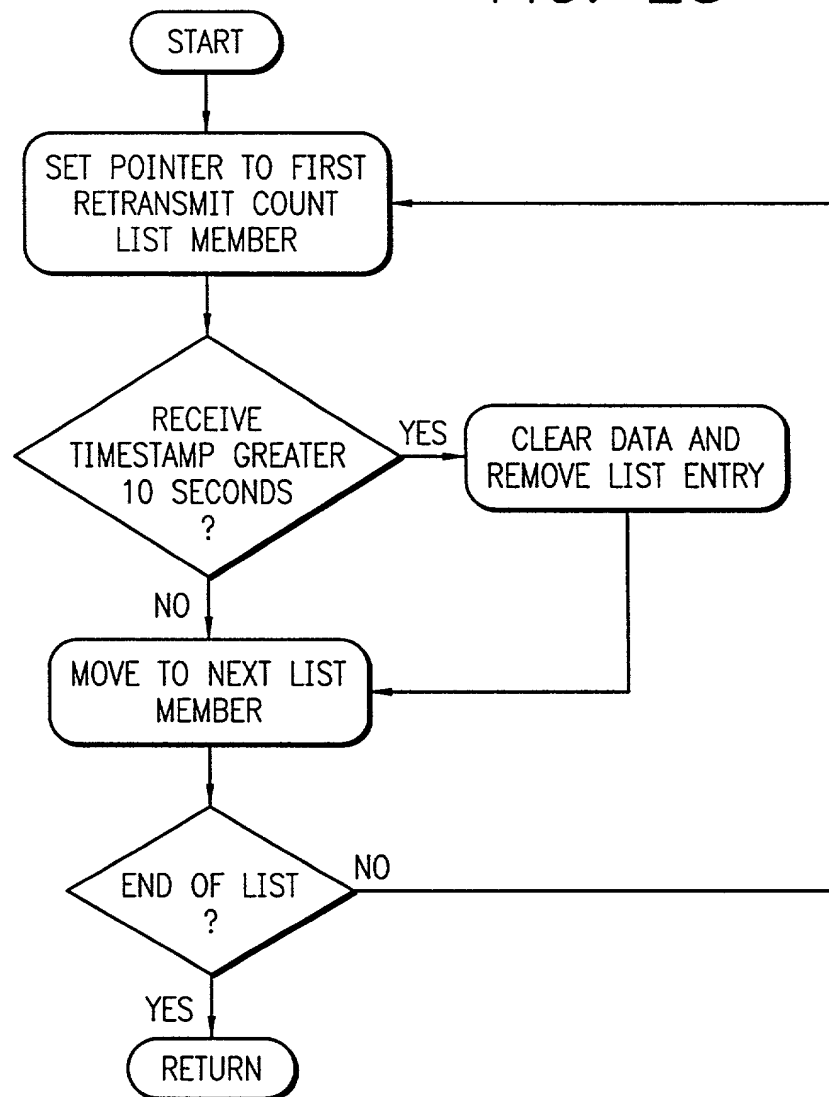 START
SET POINTER TO FIRST
RETRANSMIT COUNT
LIST MEMBER
RECEIVE
TIMESTAMP GREATER
10 SECONDS
?
YES
CLEAR DATA AND
REMOVE LIST ENTRY
NO
MOVE TO NEXT LIST
MEMBER
END OF LIST
?
NO
YES
RETURN